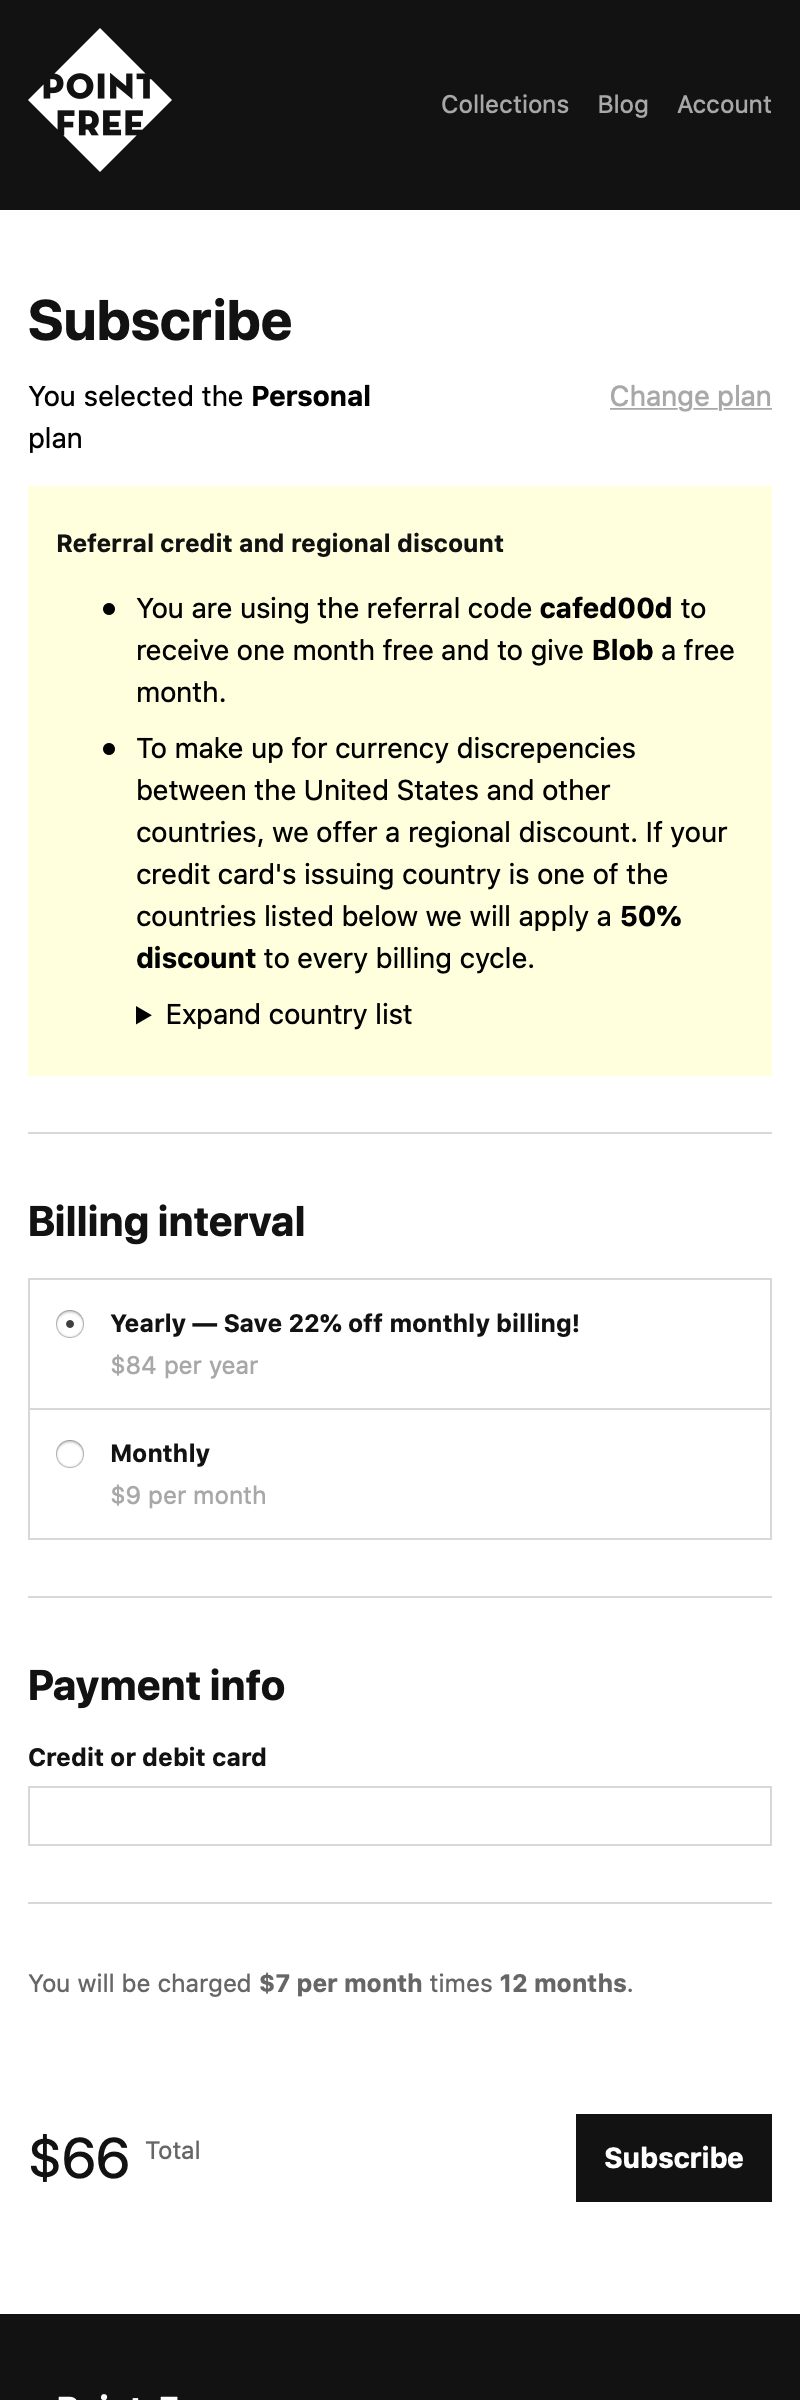 POINT
FREE
Collections Blog Account
Subscribe
You selected the Personal
plan
Change plan
Referral credit and regional discount
You are using the referral code cafed00d to
receive one month free and to give Blob a free
month.
To make up for currency discrepencies
between the United States and other
countries, we offer a regional discount. If your
credit card's issuing country is one of the
countries listed below we will apply a 50%
discount to every billing cycle.
Expand country list
Billing interval
Yearly — Save 22% off monthly billing!
$84 per year
Monthly
$9 per month
Payment info
Credit or debit card
You will be charged $7 per month times 12 months.
$66 Total
Subscribe